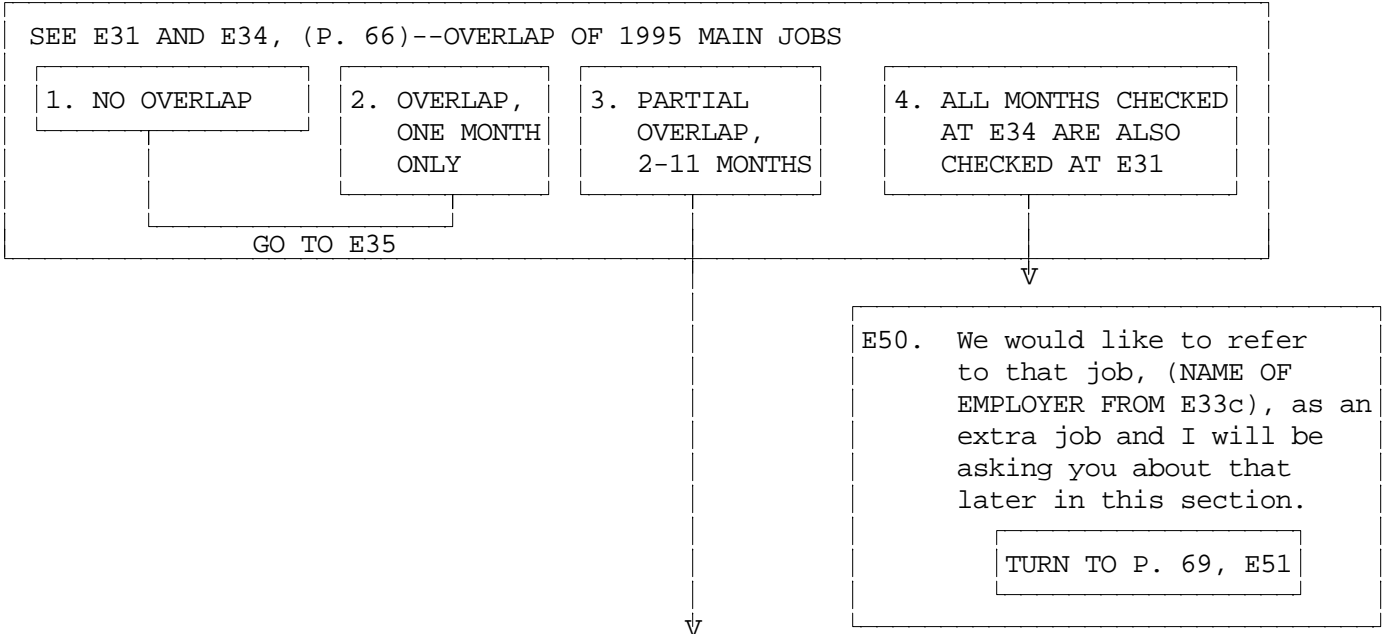 SEE E31 AND E34, (P. 66)--OVERLAP OF 1995 MAIN JOBS
1. NO OVERLAP
2. OVERLAP,
ONE MONTH
ONLY
3. PARTIAL
OVERLAP,
2-11 MONTHS
4. ALL MONTHS CHECKED
AT E34 ARE ALSO
CHECKED AT E31
GO TO E35
E50. We would like to refer
to that job, (NAME OF
EMPLOYER FROM E33c), as an
extra job and I will be
asking you about that
later in this section.
TURN TO P. 69, E51